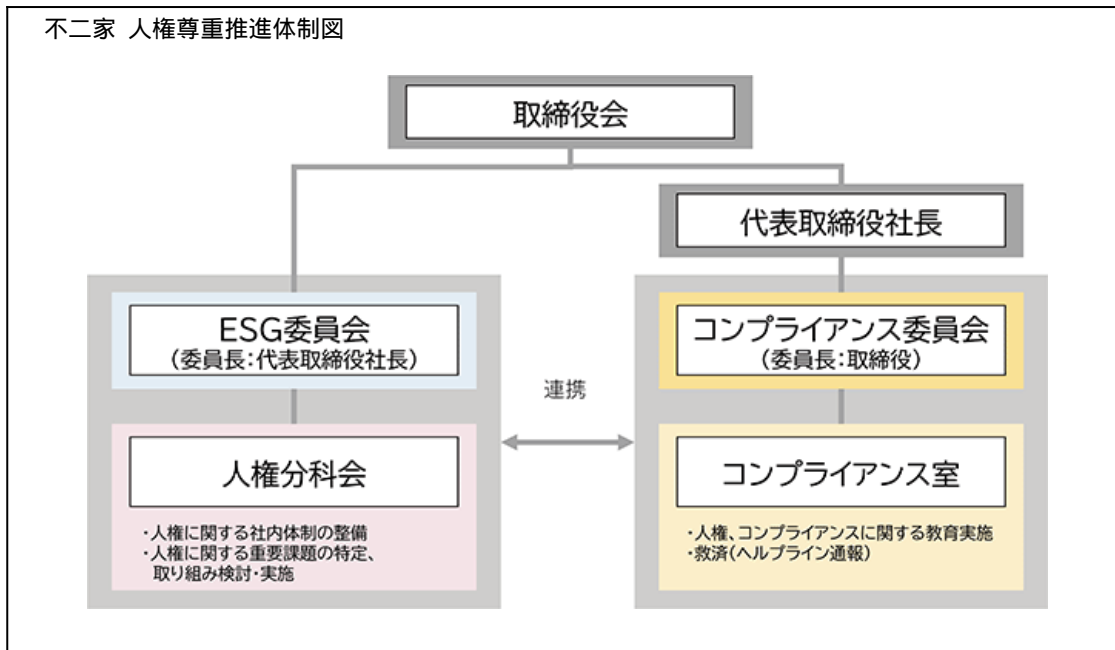 不二家 人権尊重推進体制図
取締役会
代表取締役社長
ESG委員会
(委員長:代表取締役社長)
コンプライアンス委員会
(委員長:取締役)
連携
人権分科会
・人権に関する社内体制の整備
・人権に関する重要課題の特定、
取り組み検討・実施
コンプライアンス室
・人権、コンプライアンスに関する教育実施
・救済(ヘルプライン通報)